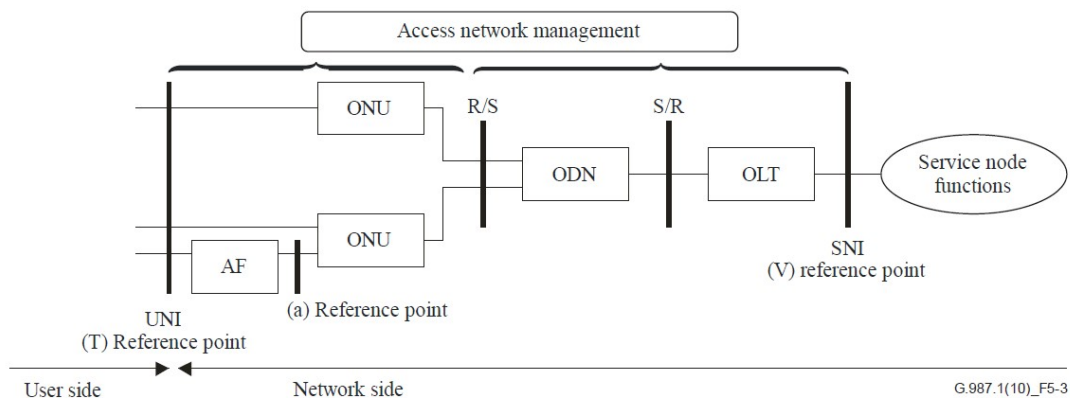 Access network management
ONU
R/S
S/R
ODN
OLT
Service node
functions
ONU
AF
SNI
(V) reference point
(a) Reference point
UNI
(T) Reference point
User side
Network side
G.987.1(10)_F5-3